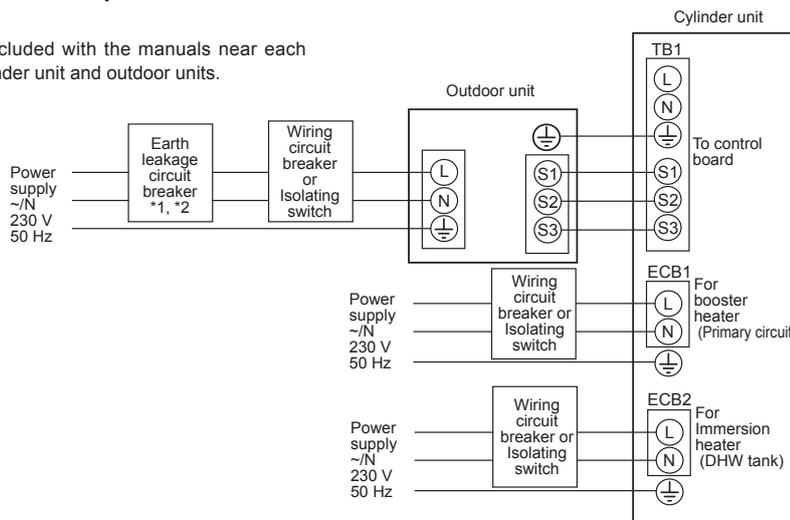 cluded with the manuals near each
nder unit and outdoor units.
Cylinder unit
TB1
L
N
To control
board
S1
S2
S3
Outdoor unit
L
N
S1
S2
S3
Earth
leakage
circuit
breaker
*1, *2
Wiring
circuit
breaker
or
Isolating
switch
Power
supply
~/N
230 V
50 Hz
ECB1
L
N
For
booster
heater
(Primary circuit
Wiring
circuit
breaker or
Isolating
switch
Power
supply
~/N
230 V
50 Hz
ECB2
L
N
For
Immersion
heater
(DHW tank)
Wiring
circuit
breaker or
Isolating
switch
Power
supply
~/N
230 V
50 Hz